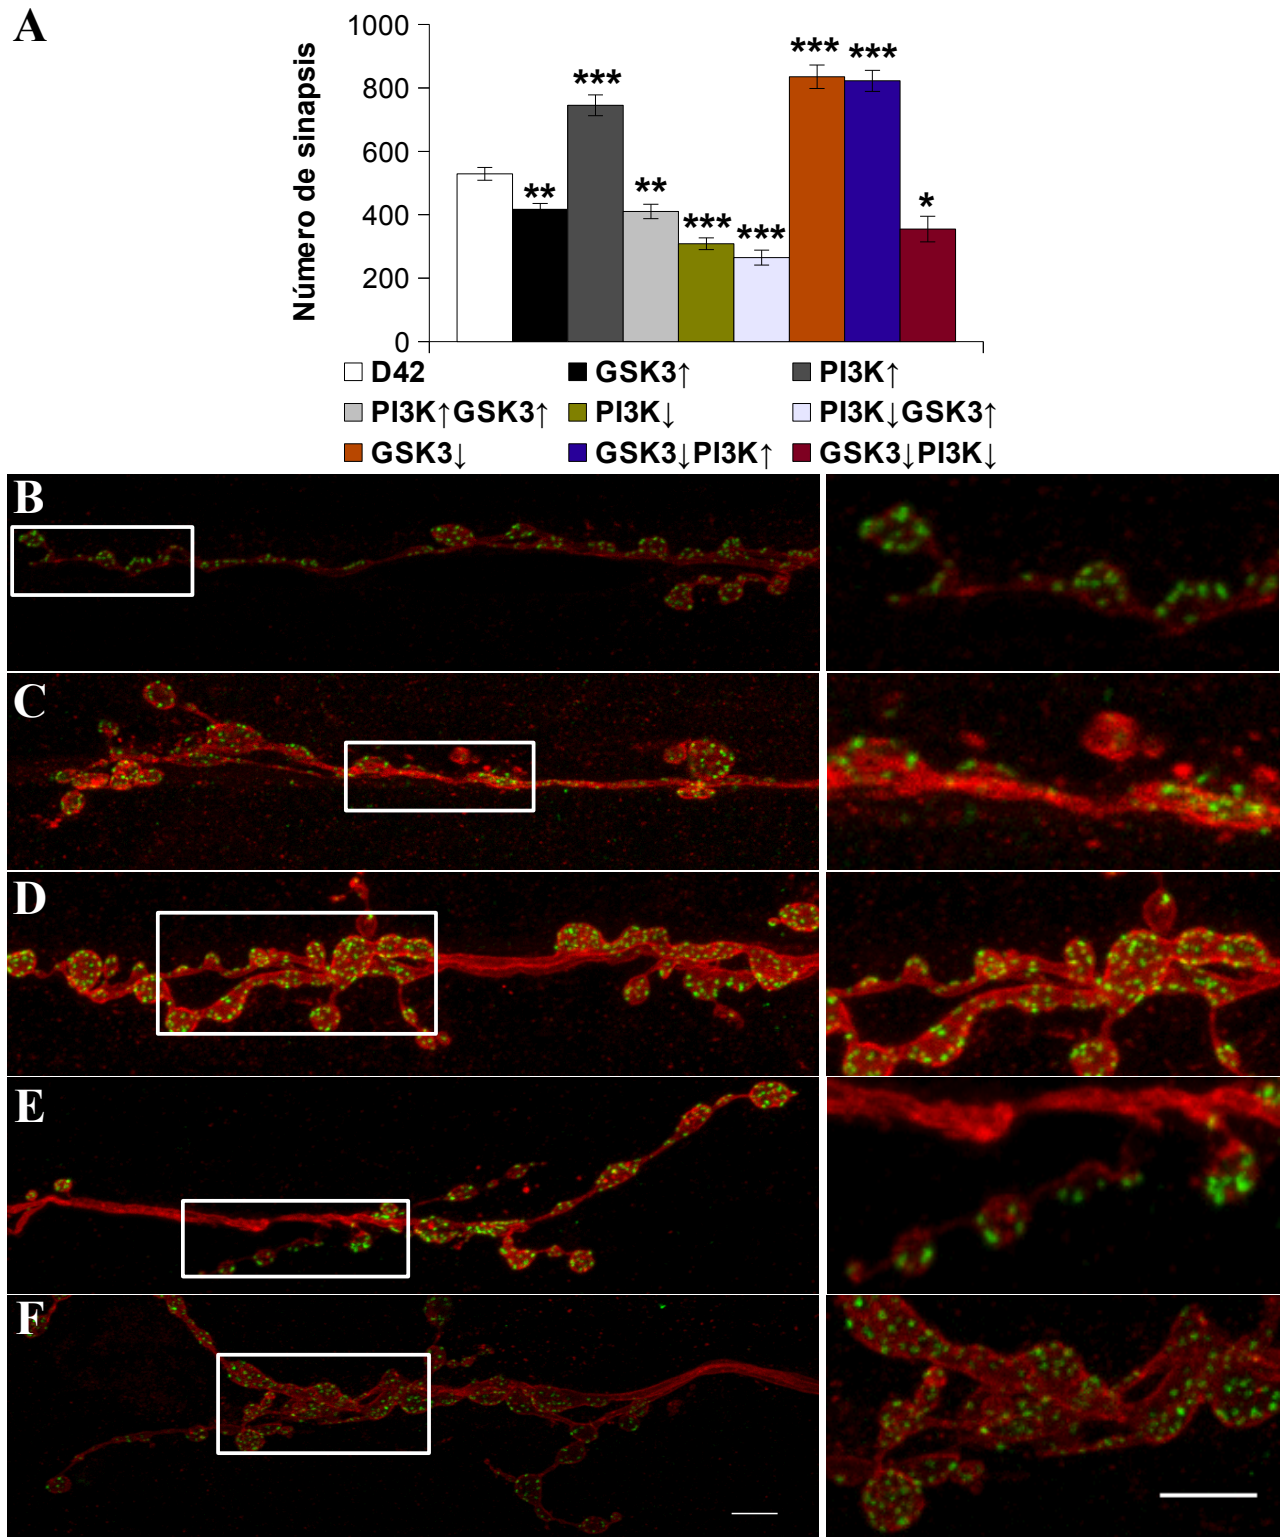 A
Número de sinapsis
1000
800
600
400
200
0
**
***
**
***
***
***
***
*
D42
GSK3↑
PI3K↑
PI3K↑GSK3↑
PI3K↓
PI3K↓GSK3↑
GSK3↓
GSK3↓PI3K↑
GSK3↓PI3K↓
B
C
D
E
F